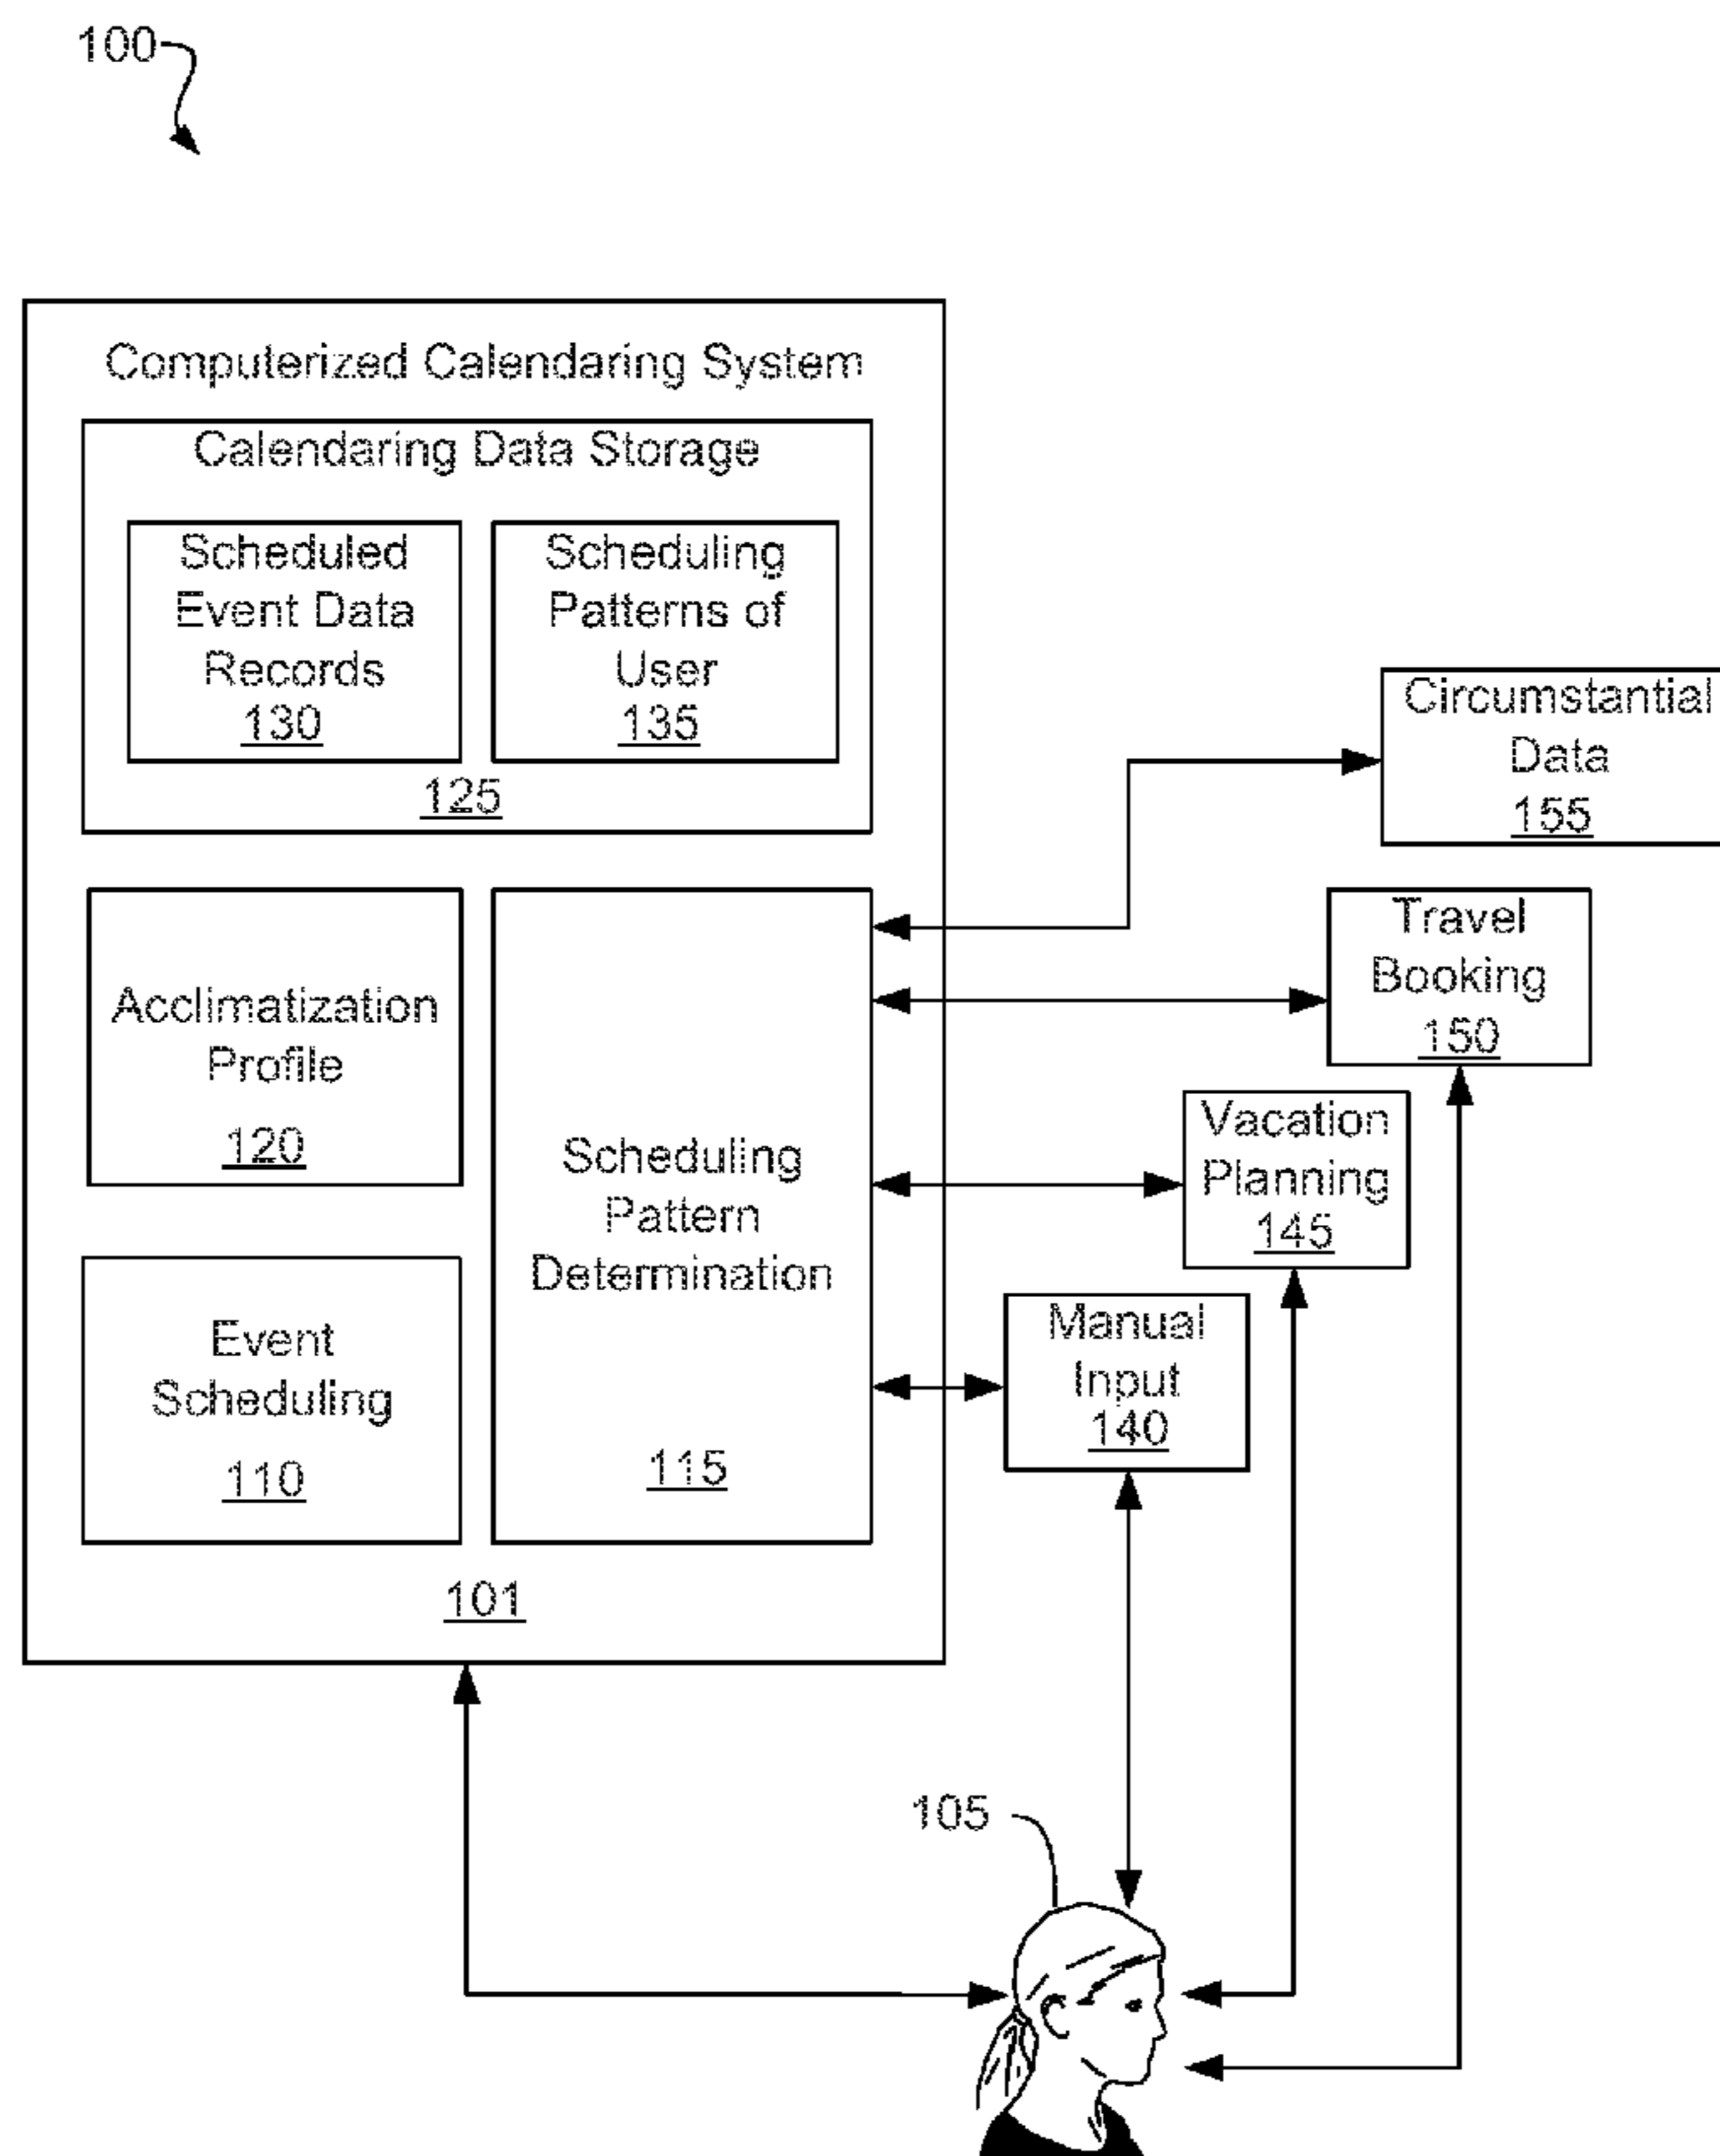 100
Computerized Calendaring System
Calendaring Data Storage
Scheduled
Event Data
Records
130
Scheduling
Patterns of
User
135
125
Acclimatization
Profile
120
Event
Scheduling
110
Scheduling
Pattern
Determination
115
101
Circumstantial
Data
155
Travel
Booking
150
Vacation
Planning
145
Manual
Input
140
105